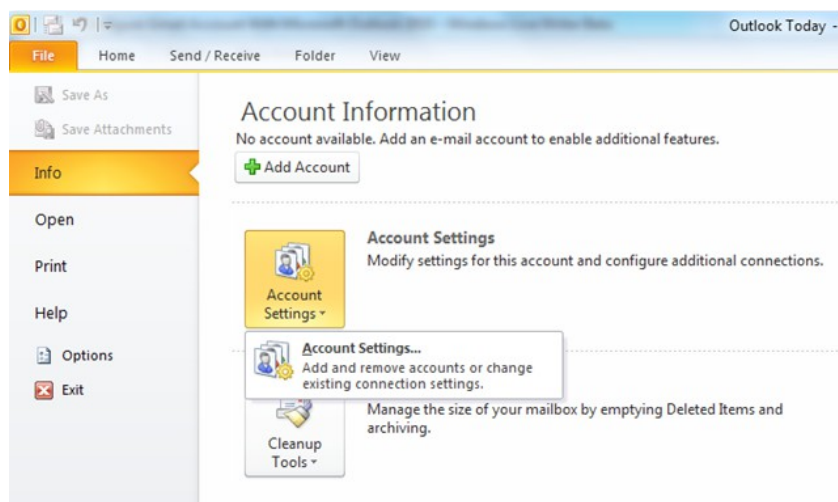 Outlook Today -
File Home Send / Receive Folder View
Save As
Save Attachments
Info
Open
Print
Help
Options
Exit
Account Information
No account available. Add an e-mail account to enable additional features.
Add Account
Account Settings
Modify settings for this account and configure additional connections.
Account
Settings
Account Settings...
Add and remove accounts or change
existing connection settings.
Manage the size of your mailbox by emptying Deleted Items and
archiving.
Cleanup
Tools